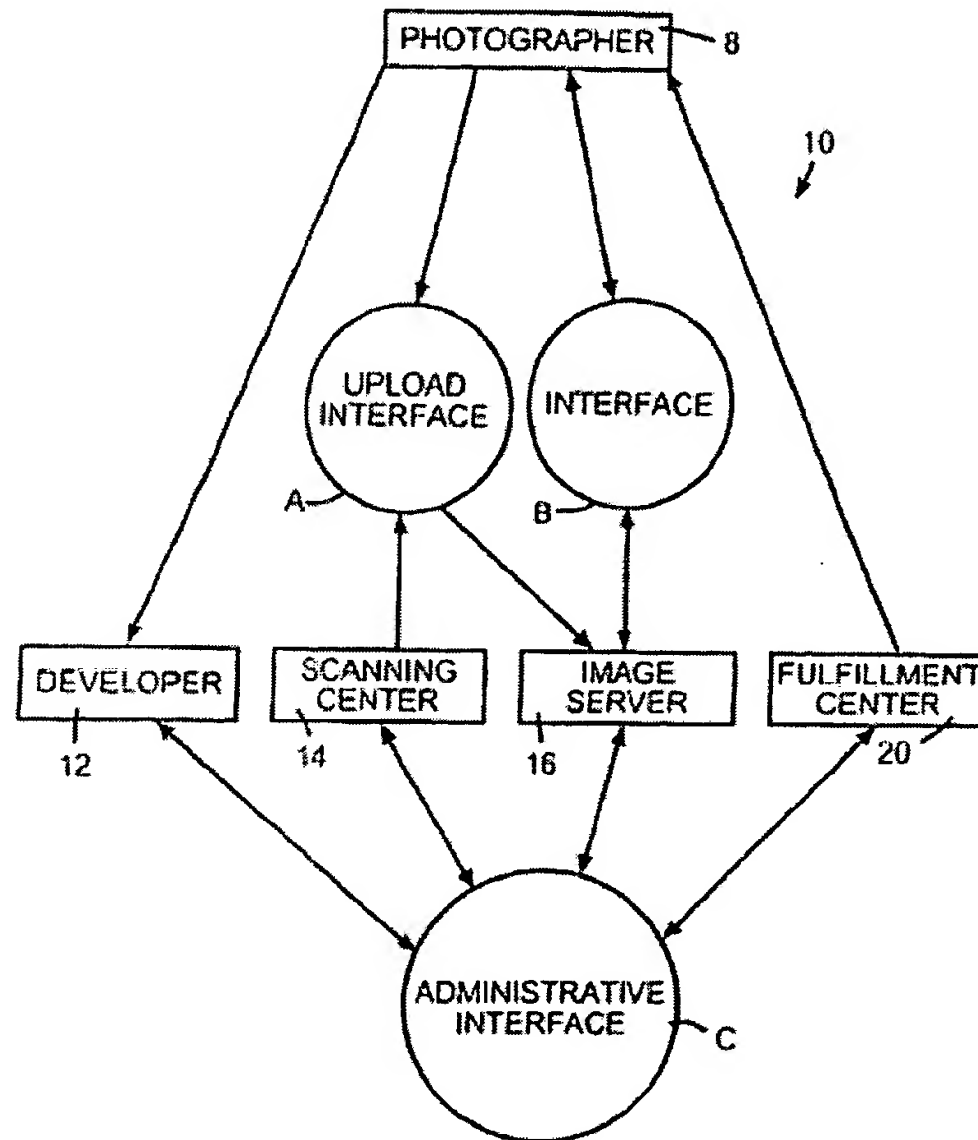 PHOTOGRAPHER
8
10
UPLOAD
INTERFACE
INTERFACE
A
B
DEVELOPER
SCANNING
CENTER
IMAGE
SERVER
FULFILLMENT
CENTER
12
14
16
20
ADMINISTRATIVE
INTERFACE
C